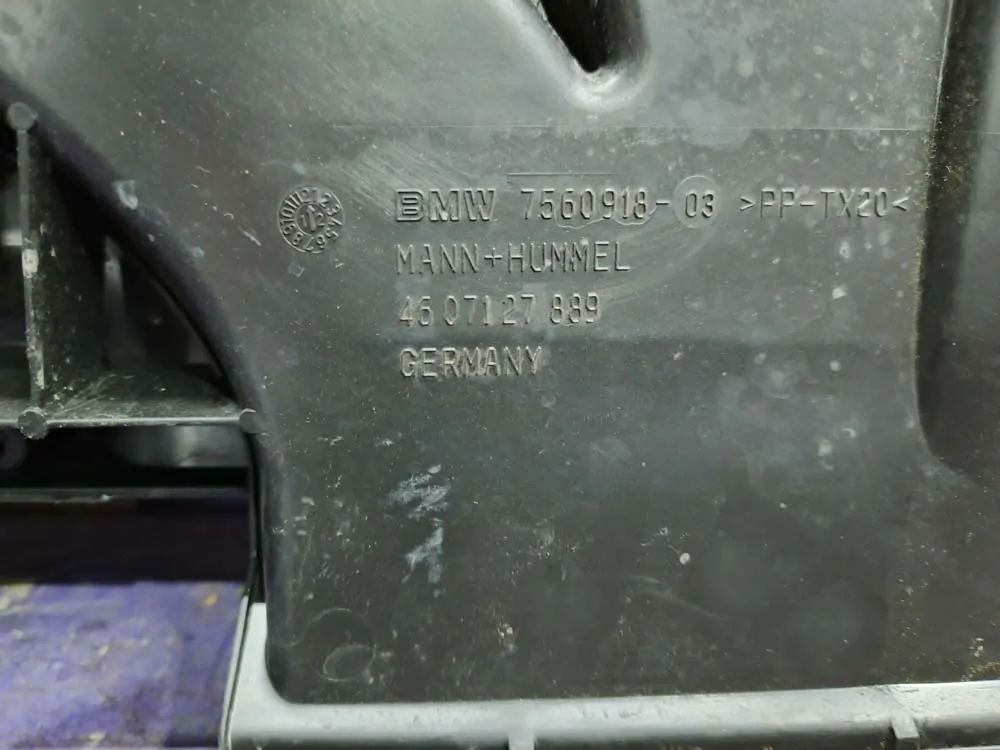 BMW 7560918-03 >PP-TX20<
MANN+HUMMEL
46 07127 889
GERMANY